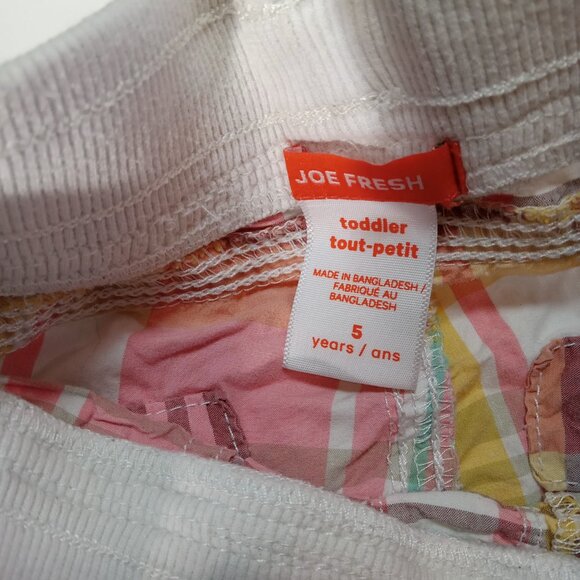 JOE FRESH
toddler
tout-petit
MADE IN BANGLADESH /
FABRIQUÉ AU
BANGLADESH
5
years / ans